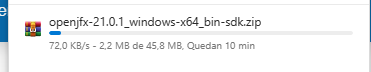 openjfx-21.0.1_windows-x64_bin-sdk.zip
72,0 KB/s - 2,2 MB de 45,8 MB, Quedan 10 min